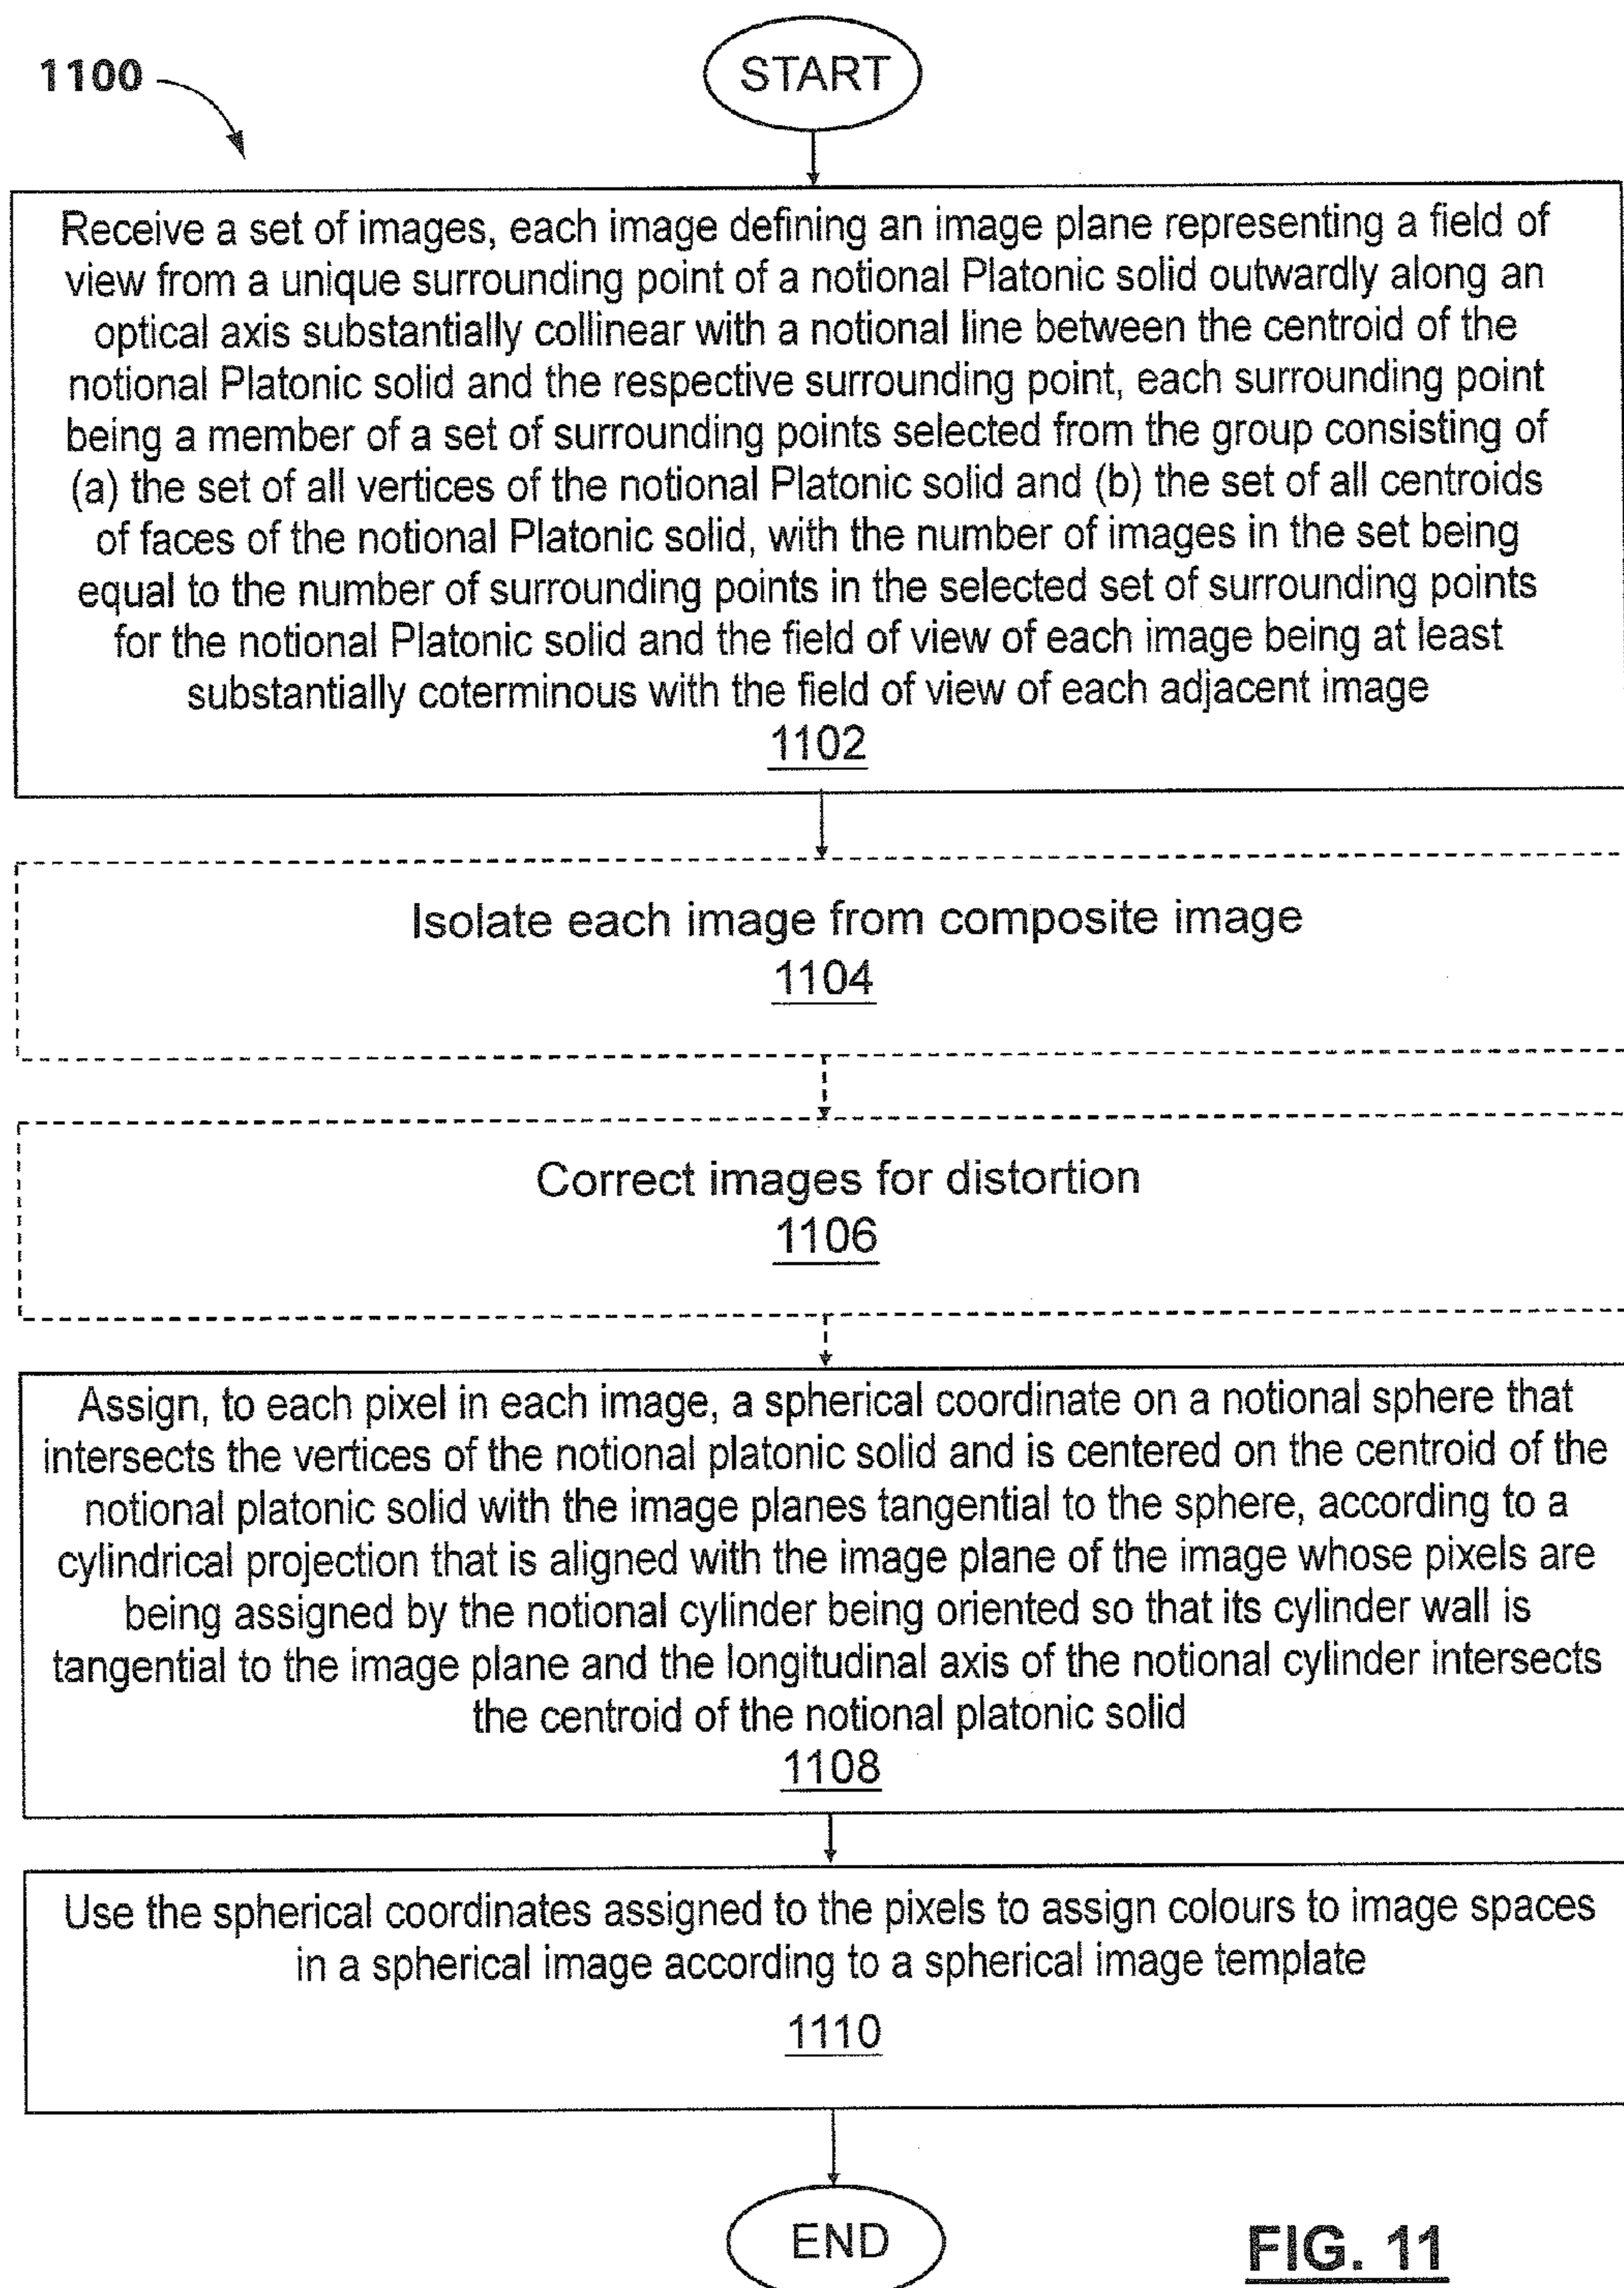 1100
START
Receive a set of images, each image defining an image plane representing a field of
view from a unique surrounding point of a notional Platonic solid outwardly along an
optical axis substantially collinear with a notional line between the centroid of the
notional Platonic solid and the respective surrounding point, each surrounding point
being a member of a set of surrounding points selected from the group consisting of
(a) the set of all vertices of the notional Platonic solid and (b) the set of all centroids
of faces of the notional Platonic solid, with the number of images in the set being
equal to the number of surrounding points in the selected set of surrounding points
for the notional Platonic solid and the field of view of each image being at least
substantially coterminous with the field of view of each adjacent image
1102
Isolate each image from composite image
1104
Correct images for distortion
1106
Assign, to each pixel in each image, a spherical coordinate on a notional sphere that
intersects the vertices of the notional platonic solid and is centered on the centroid of the
notional platonic solid with the image planes tangential to the sphere, according to a
cylindrical projection that is aligned with the image plane of the image whose pixels are
being assigned by the notional cylinder being oriented so that its cylinder wall is
tangential to the image plane and the longitudinal axis of the notional cylinder intersects
the centroid of the notional platonic solid
1108
Use the spherical coordinates assigned to the pixels to assign colours to image spaces
in a spherical image according to a spherical image template
1110
END
FIG. 11